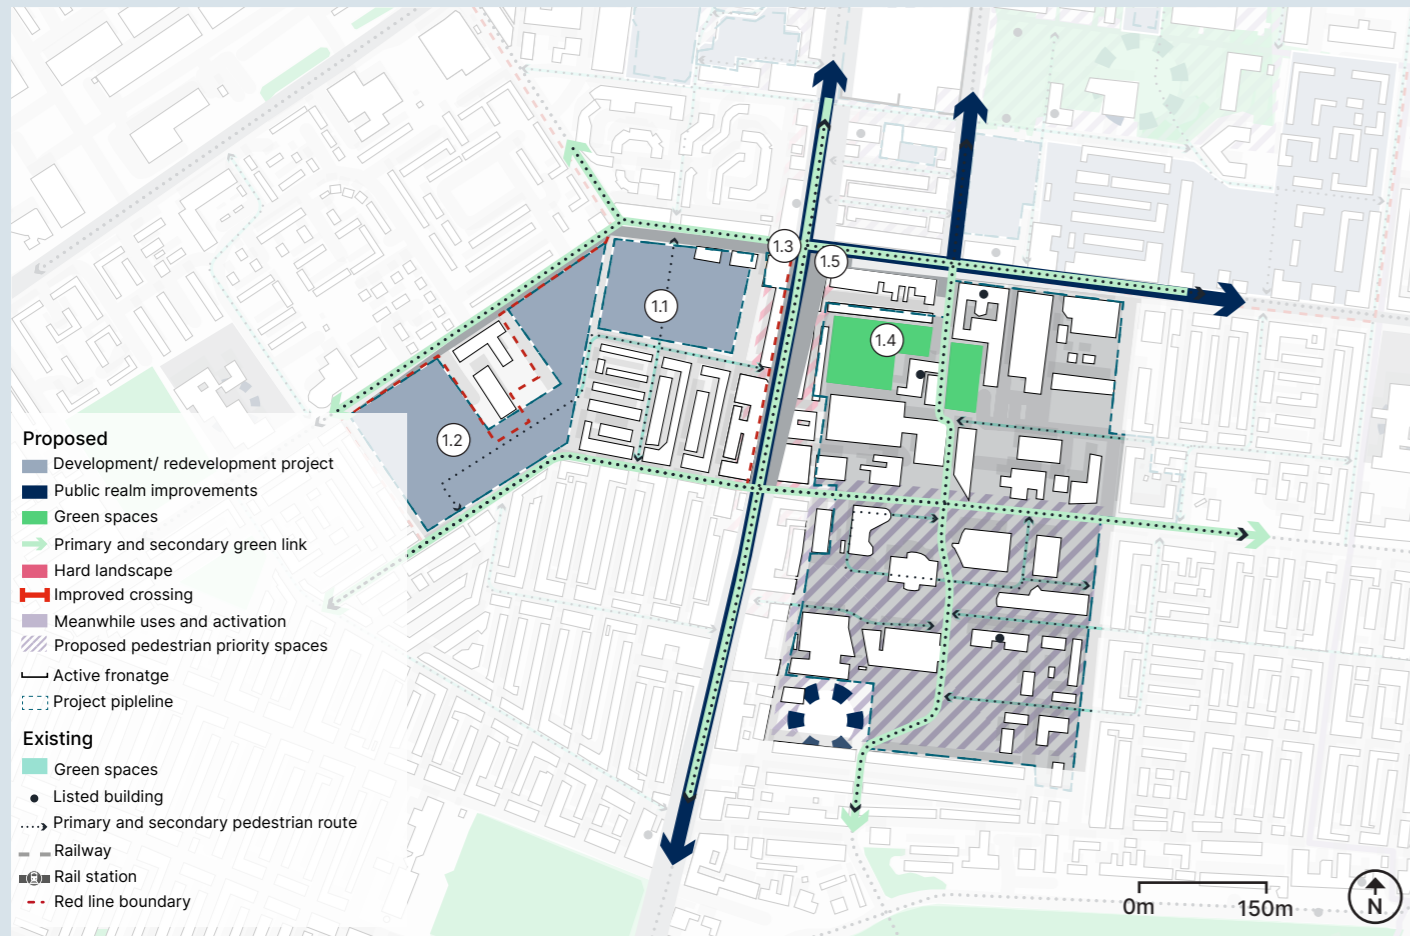 1.3
1.5
1.1
1.4
1.2
Proposed
Development/ redevelopment project
Public realm improvements
Green spaces
Primary and secondary green link
Hard landscape
Improved crossing
Meanwhile uses and activation
Proposed pedestrian priority spaces
Active fronatge
Project pipleline
Existing
Green spaces
Listed building
Primary and secondary pedestrian route
Railway
Rail station
Red line boundary
0m 150m
N